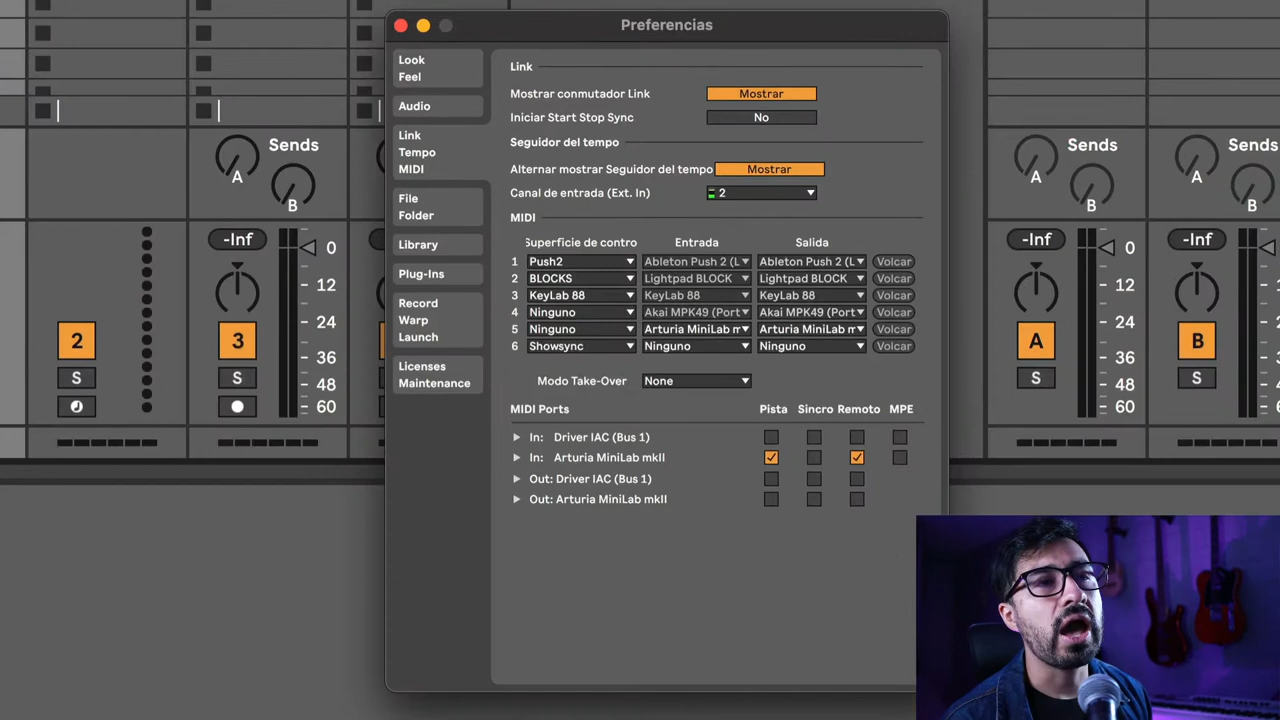 Preferencias
Look
Feel
Audio
Link
Tempo
MIDI
File
Folder
Library
Plug-Ins
Record
Warp
Launch
Licenses
Maintenance
Link
Mostrar conmutador Link Mostrar
Iniciar Start Stop Sync No
Seguidor del tempo
Alternar mostrar Seguidor del tempo Mostrar
Canal de entrada (Ext. In) 2
MIDI
Superficie de contro Entrada Salida
1 Push2 Ableton Push 2 (L Ableton Push 2 (L Volcar
2 BLOCKS Lightpad BLOCK Lightpad BLOCK Volcar
3 KeyLab 88 KeyLab 88 KeyLab 88 Volcar
4 Ninguno Akai MPK49 (Port Akai MPK49 (Port Volcar
5 Ninguno Arturia MiniLab m Arturia MiniLab m Volcar
6 Showsync Ninguno Ninguno Volcar
Modo Take-Over None
MIDI Ports Pista Sincro Remoto MPE
In: Driver IAC (Bus 1)
In: Arturia MiniLab mkII
Out: Driver IAC (Bus 1)
Out: Arturia MiniLab mkII
2
S
Sends
A
B
-Inf
0
12
24
3
36
S
48
60
Sends
A
B
-Inf
0
12
24
A
36
S
48
60
Sends
A
B
-Inf
B
S